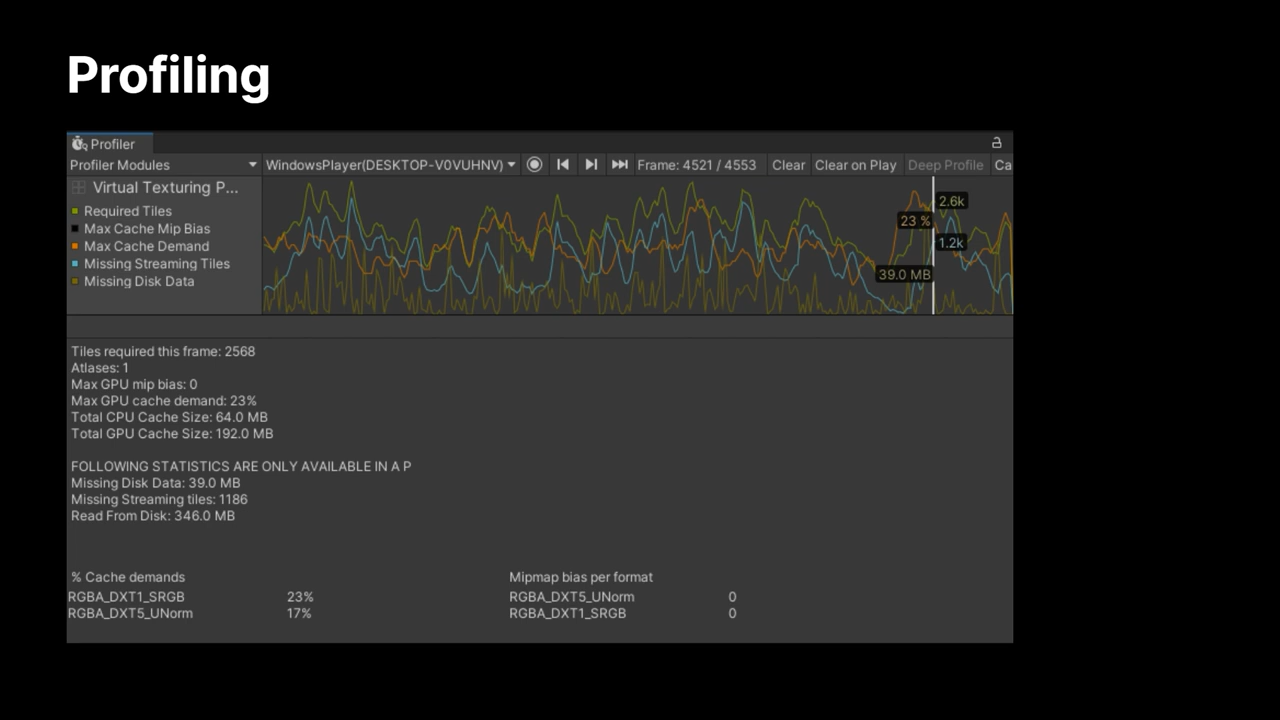 Profiling
Profiler
Profiler Modules WindowsPlayer(DESKTOP-V0VUHNV) Frame: 4521 / 4553 Clear Clear on Play Deep Profile Ca
Virtual Texturing P...
Required Tiles
Max Cache Mip Bias
Max Cache Demand
Missing Streaming Tiles
Missing Disk Data
2.6k
23 %
1.2k
39.0 MB
Tiles required this frame: 2568
Atlases: 1
Max GPU mip bias: 0
Max GPU cache demand: 23%
Total CPU Cache Size: 64.0 MB
Total GPU Cache Size: 192.0 MB
FOLLOWING STATISTICS ARE ONLY AVAILABLE IN A P
Missing Disk Data: 39.0 MB
Missing Streaming tiles: 1186
Read From Disk: 346.0 MB
% Cache demands Mipmap bias per format
RGBA_DXT1_SRGB 23% RGBA_DXT5_UNorm 0
RGBA_DXT5_UNorm 17% RGBA_DXT1_SRGB 0